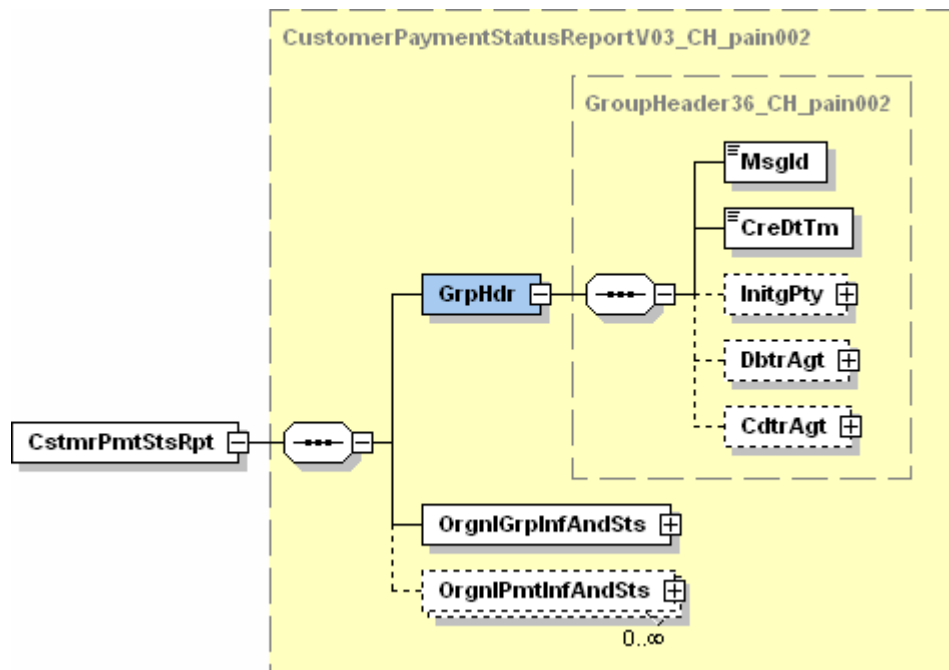 CustomerPaymentStatusReportV03_CH_pain002
GroupHeader36_CH_pain002
MsgId
CreDtTm
GrpHdr
InitgPty
DbtrAgt
CdtrAgt
CstmrPmtStsRpt
OrgnlGrpInfAndSts
OrgnlPmtInfAndSts
0..∞